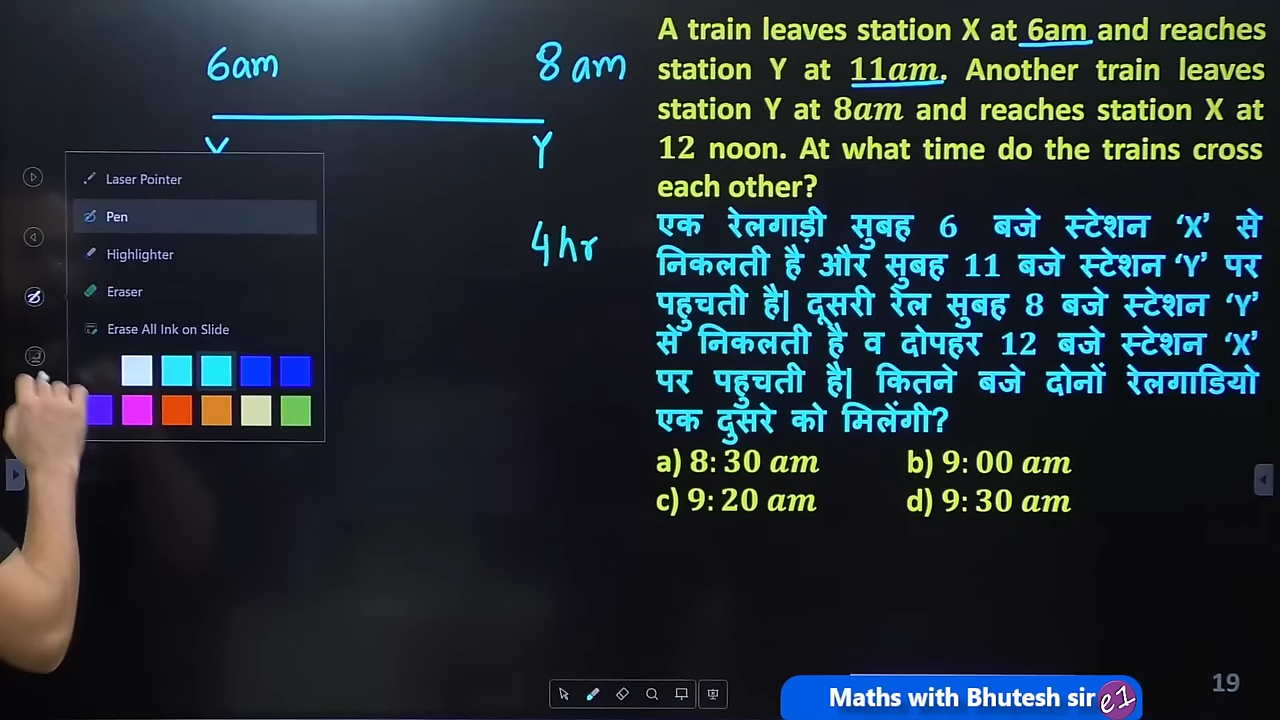 6am 8 am
X Y
4hr
Laser Pointer
Pen
Highlighter
Eraser
Erase All Ink on Slide
A train leaves station X at 6am and reaches
station Y at 11am. Another train leaves
station Y at 8am and reaches station X at
12 noon. At what time do the trains cross
each other?
एक रेलगाड़ी सुबह 6 बजे स्टेशन ‘X’ से
निकलती है और सुबह 11 बजे स्टेशन ‘Y’ पर
पहुचती है| दूसरी रेल सुबह 8 बजे स्टेशन ‘Y’
से निकलती है व दोपहर 12 बजे स्टेशन ‘X’
पर पहुचती है| कितने बजे दोनों रेलगाडियो
एक दुसरे को मिलेंगी?
a) 8: 30 am b) 9: 00 am
c) 9: 20 am d) 9: 30 am
Maths with Bhutesh sir e1
19